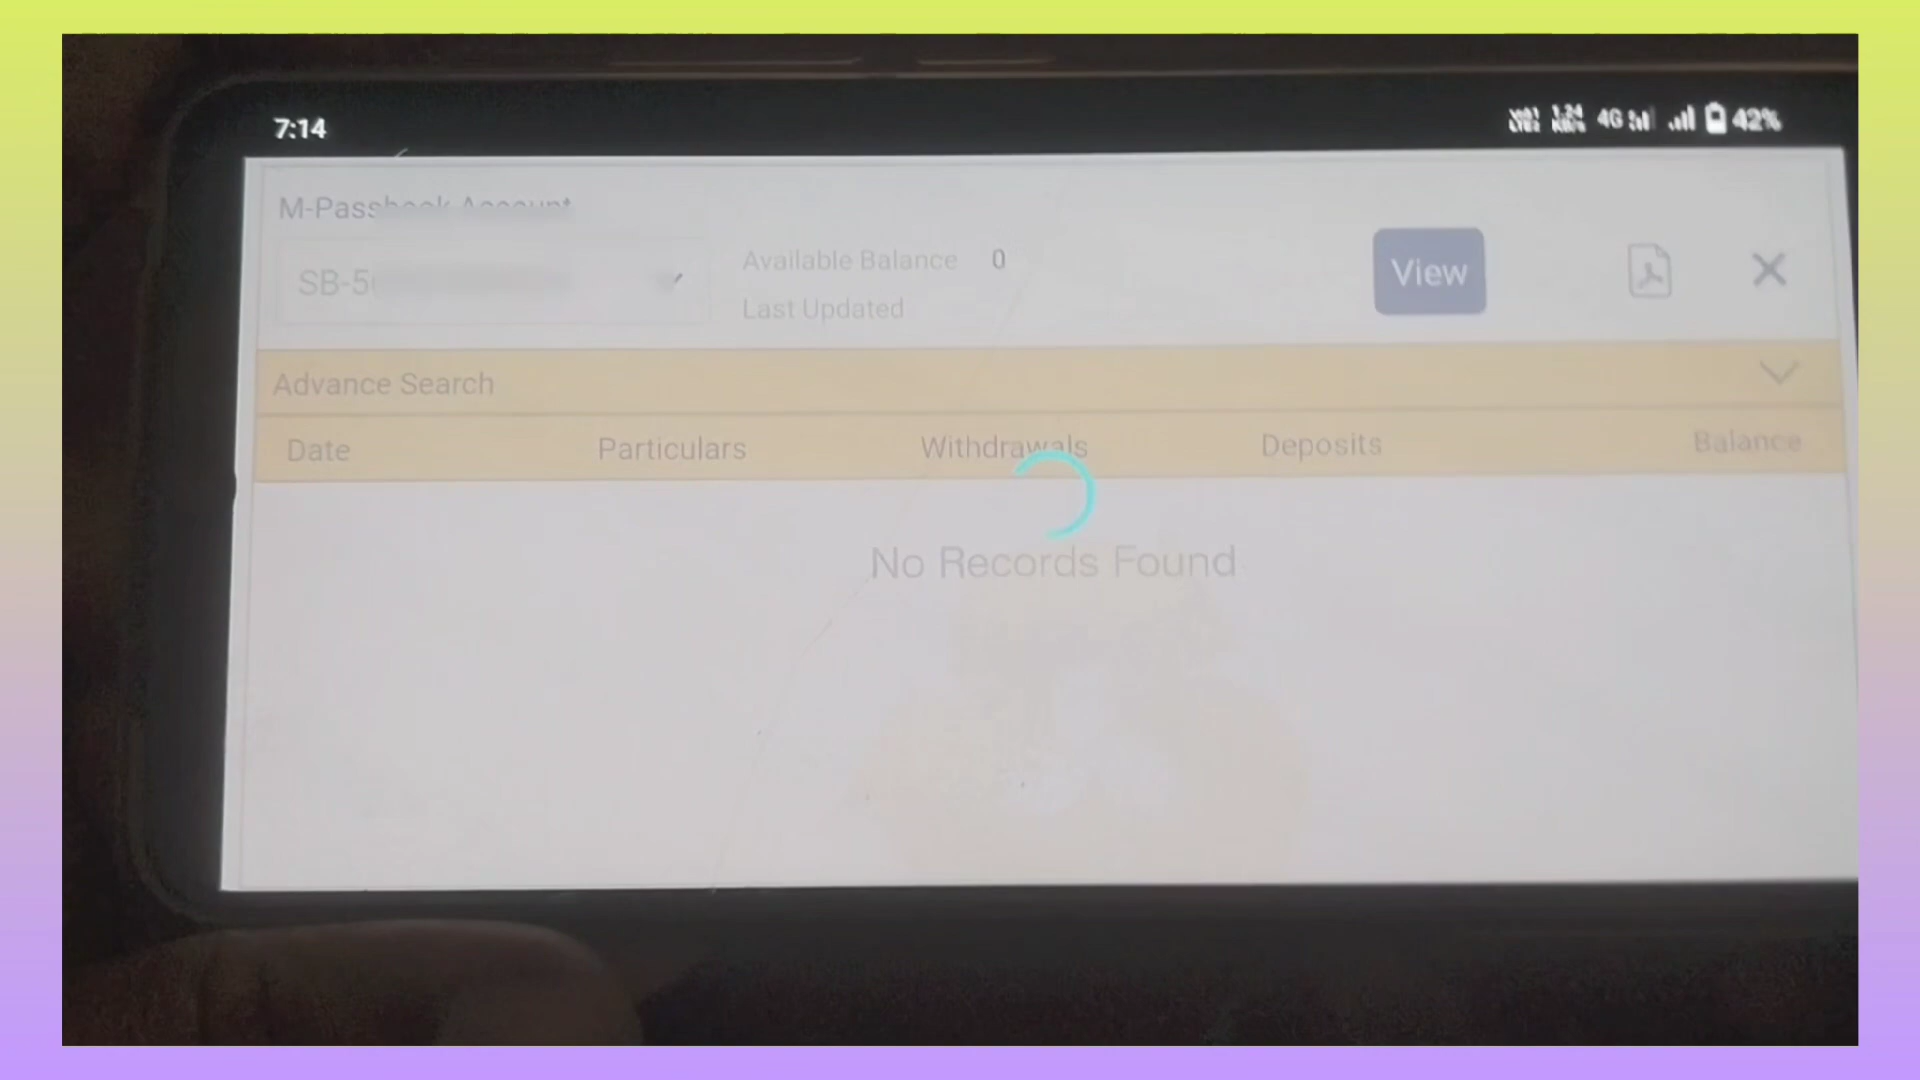 7:14
4G 42%
M-Passbook Account
SB-5
Available Balance 0
Last Updated
View
Advance Search
Date Particulars Withdrawals Deposits Balance
No Records Found